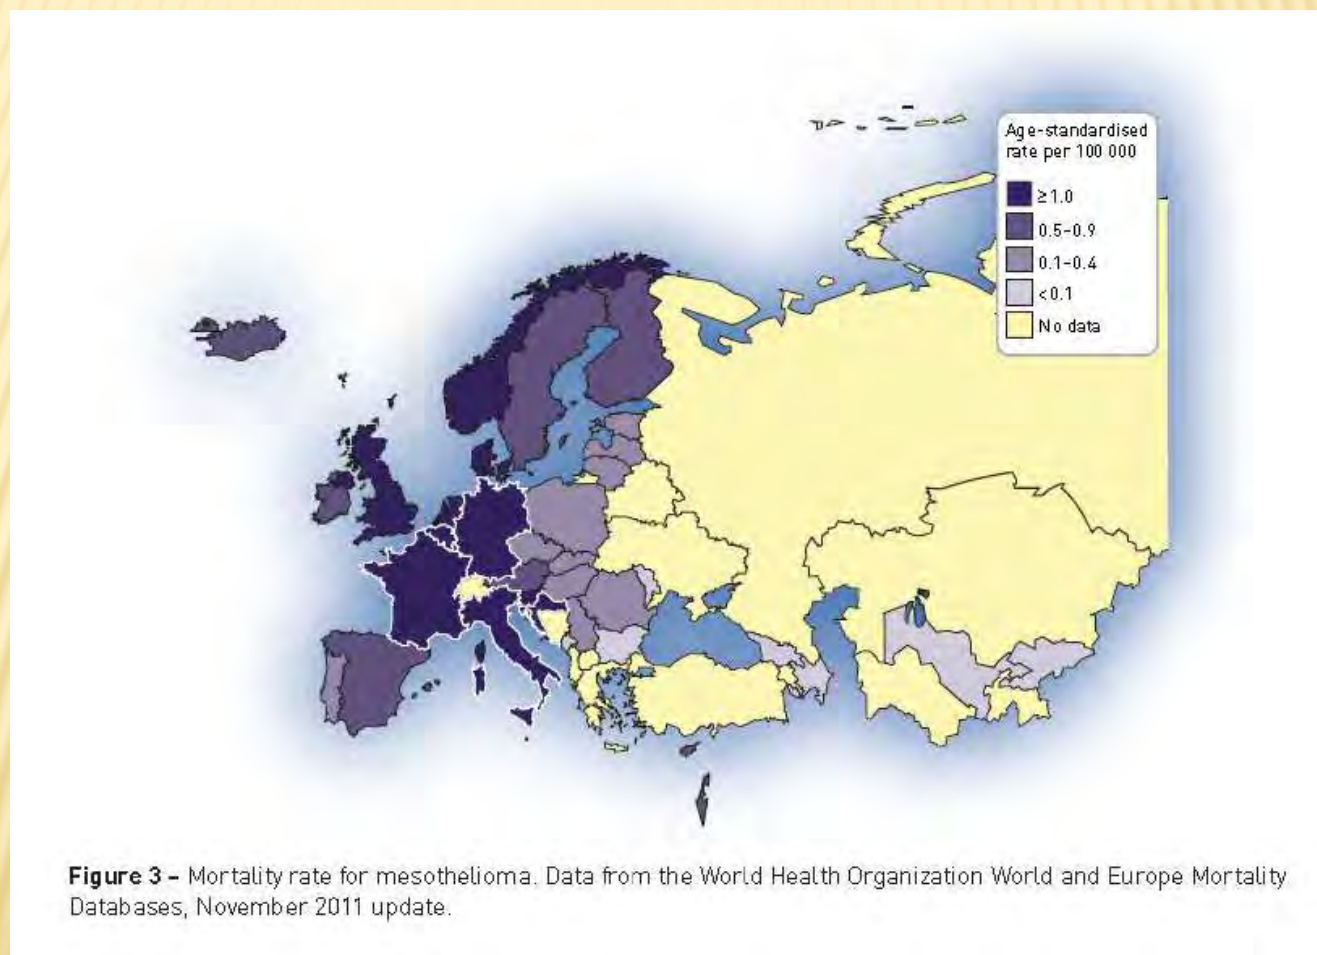 Age-standardised
rate per 100 000
≥1.0
0.5-0.9
0.1-0.4
<0.1
No data
Figure 3 – Mortality rate for mesothelioma. Data from the World Health Organization World and Europe Mortality
Databases, November 2011 update.